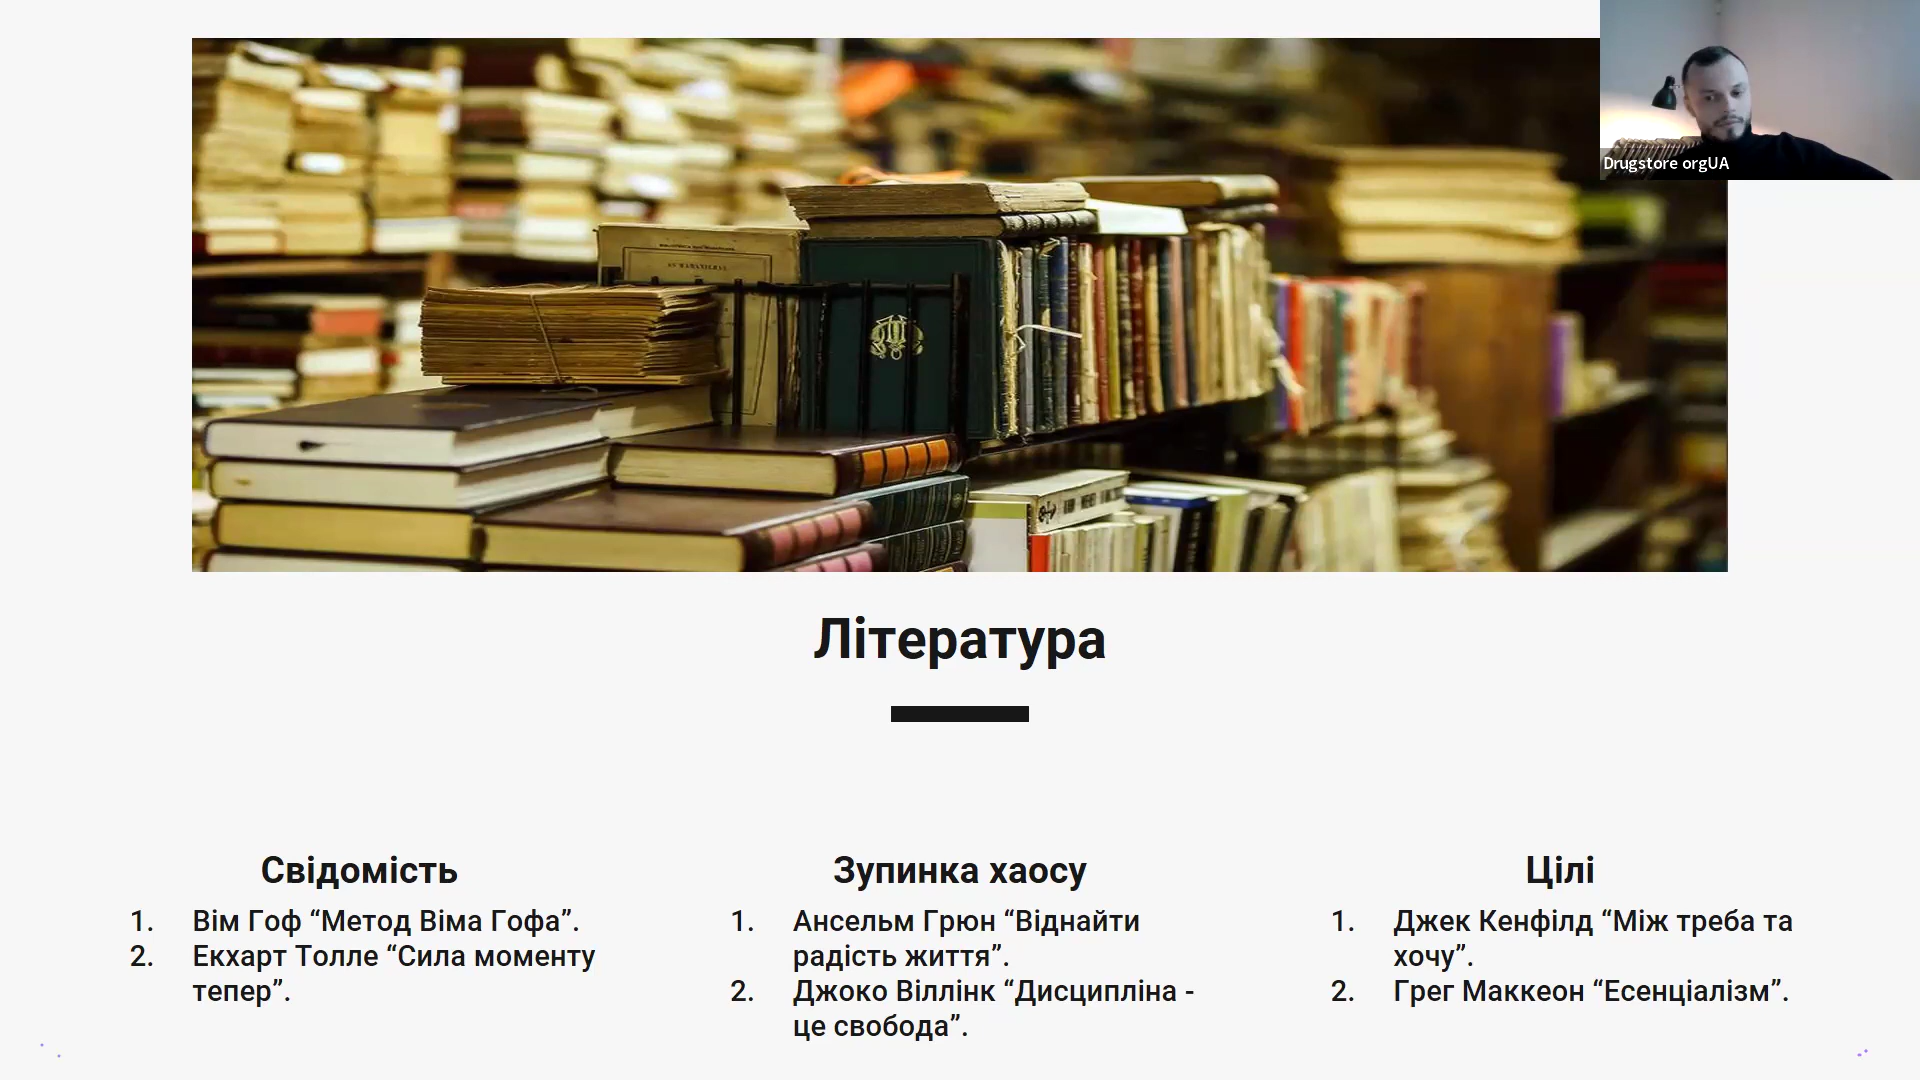 Drugstore orgUA
Література
Свідомість
1. Вім Гоф “Метод Віма Гофа”.
2. Екхарт Толле “Сила моменту
тепер”.
Зупинка хаосу
1. Ансельм Грюн “Віднайти
радість життя”.
2. Джоко Віллінк “Дисципліна -
це свобода”.
Цілі
1. Джек Кенфілд “Між треба та
хочу”.
2. Грег Маккеон “Есенціалізм”.